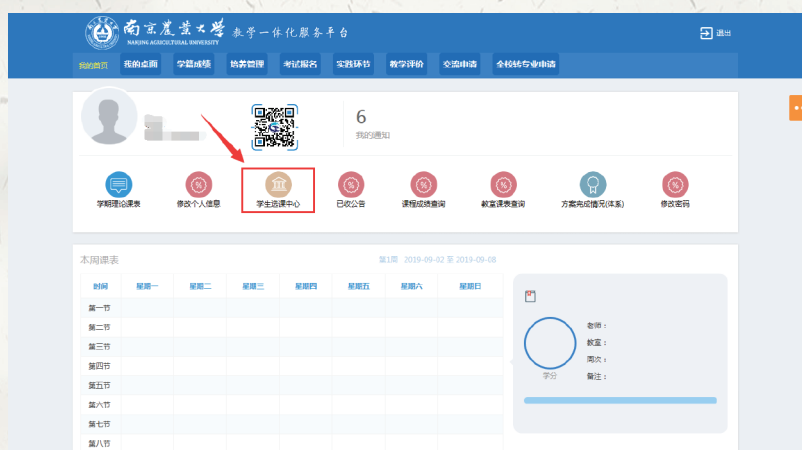 南京农业大学 教学一体化服务平台
NANJING AGRICULTURAL UNIVERSITY
退出
我的首页 我的桌面 学籍成绩 培养管理 考试报名 实践环节 教学评价 交流申请 全校转专业申请
6
我的通知
学期理论课表 修改个人信息 学生选课中心 已收公告 课程成绩查询 教室课表查询 方案完成情况(体系) 修改密码
本周课表 第1周 2019-09-02 至 2019-09-08
时间 星期一 星期二 星期三 星期四 星期五 星期六 星期日
第一节
第二节
第三节
第四节
第五节
第六节
第七节
第八节
老师：
教室：
周次：
学分 备注：